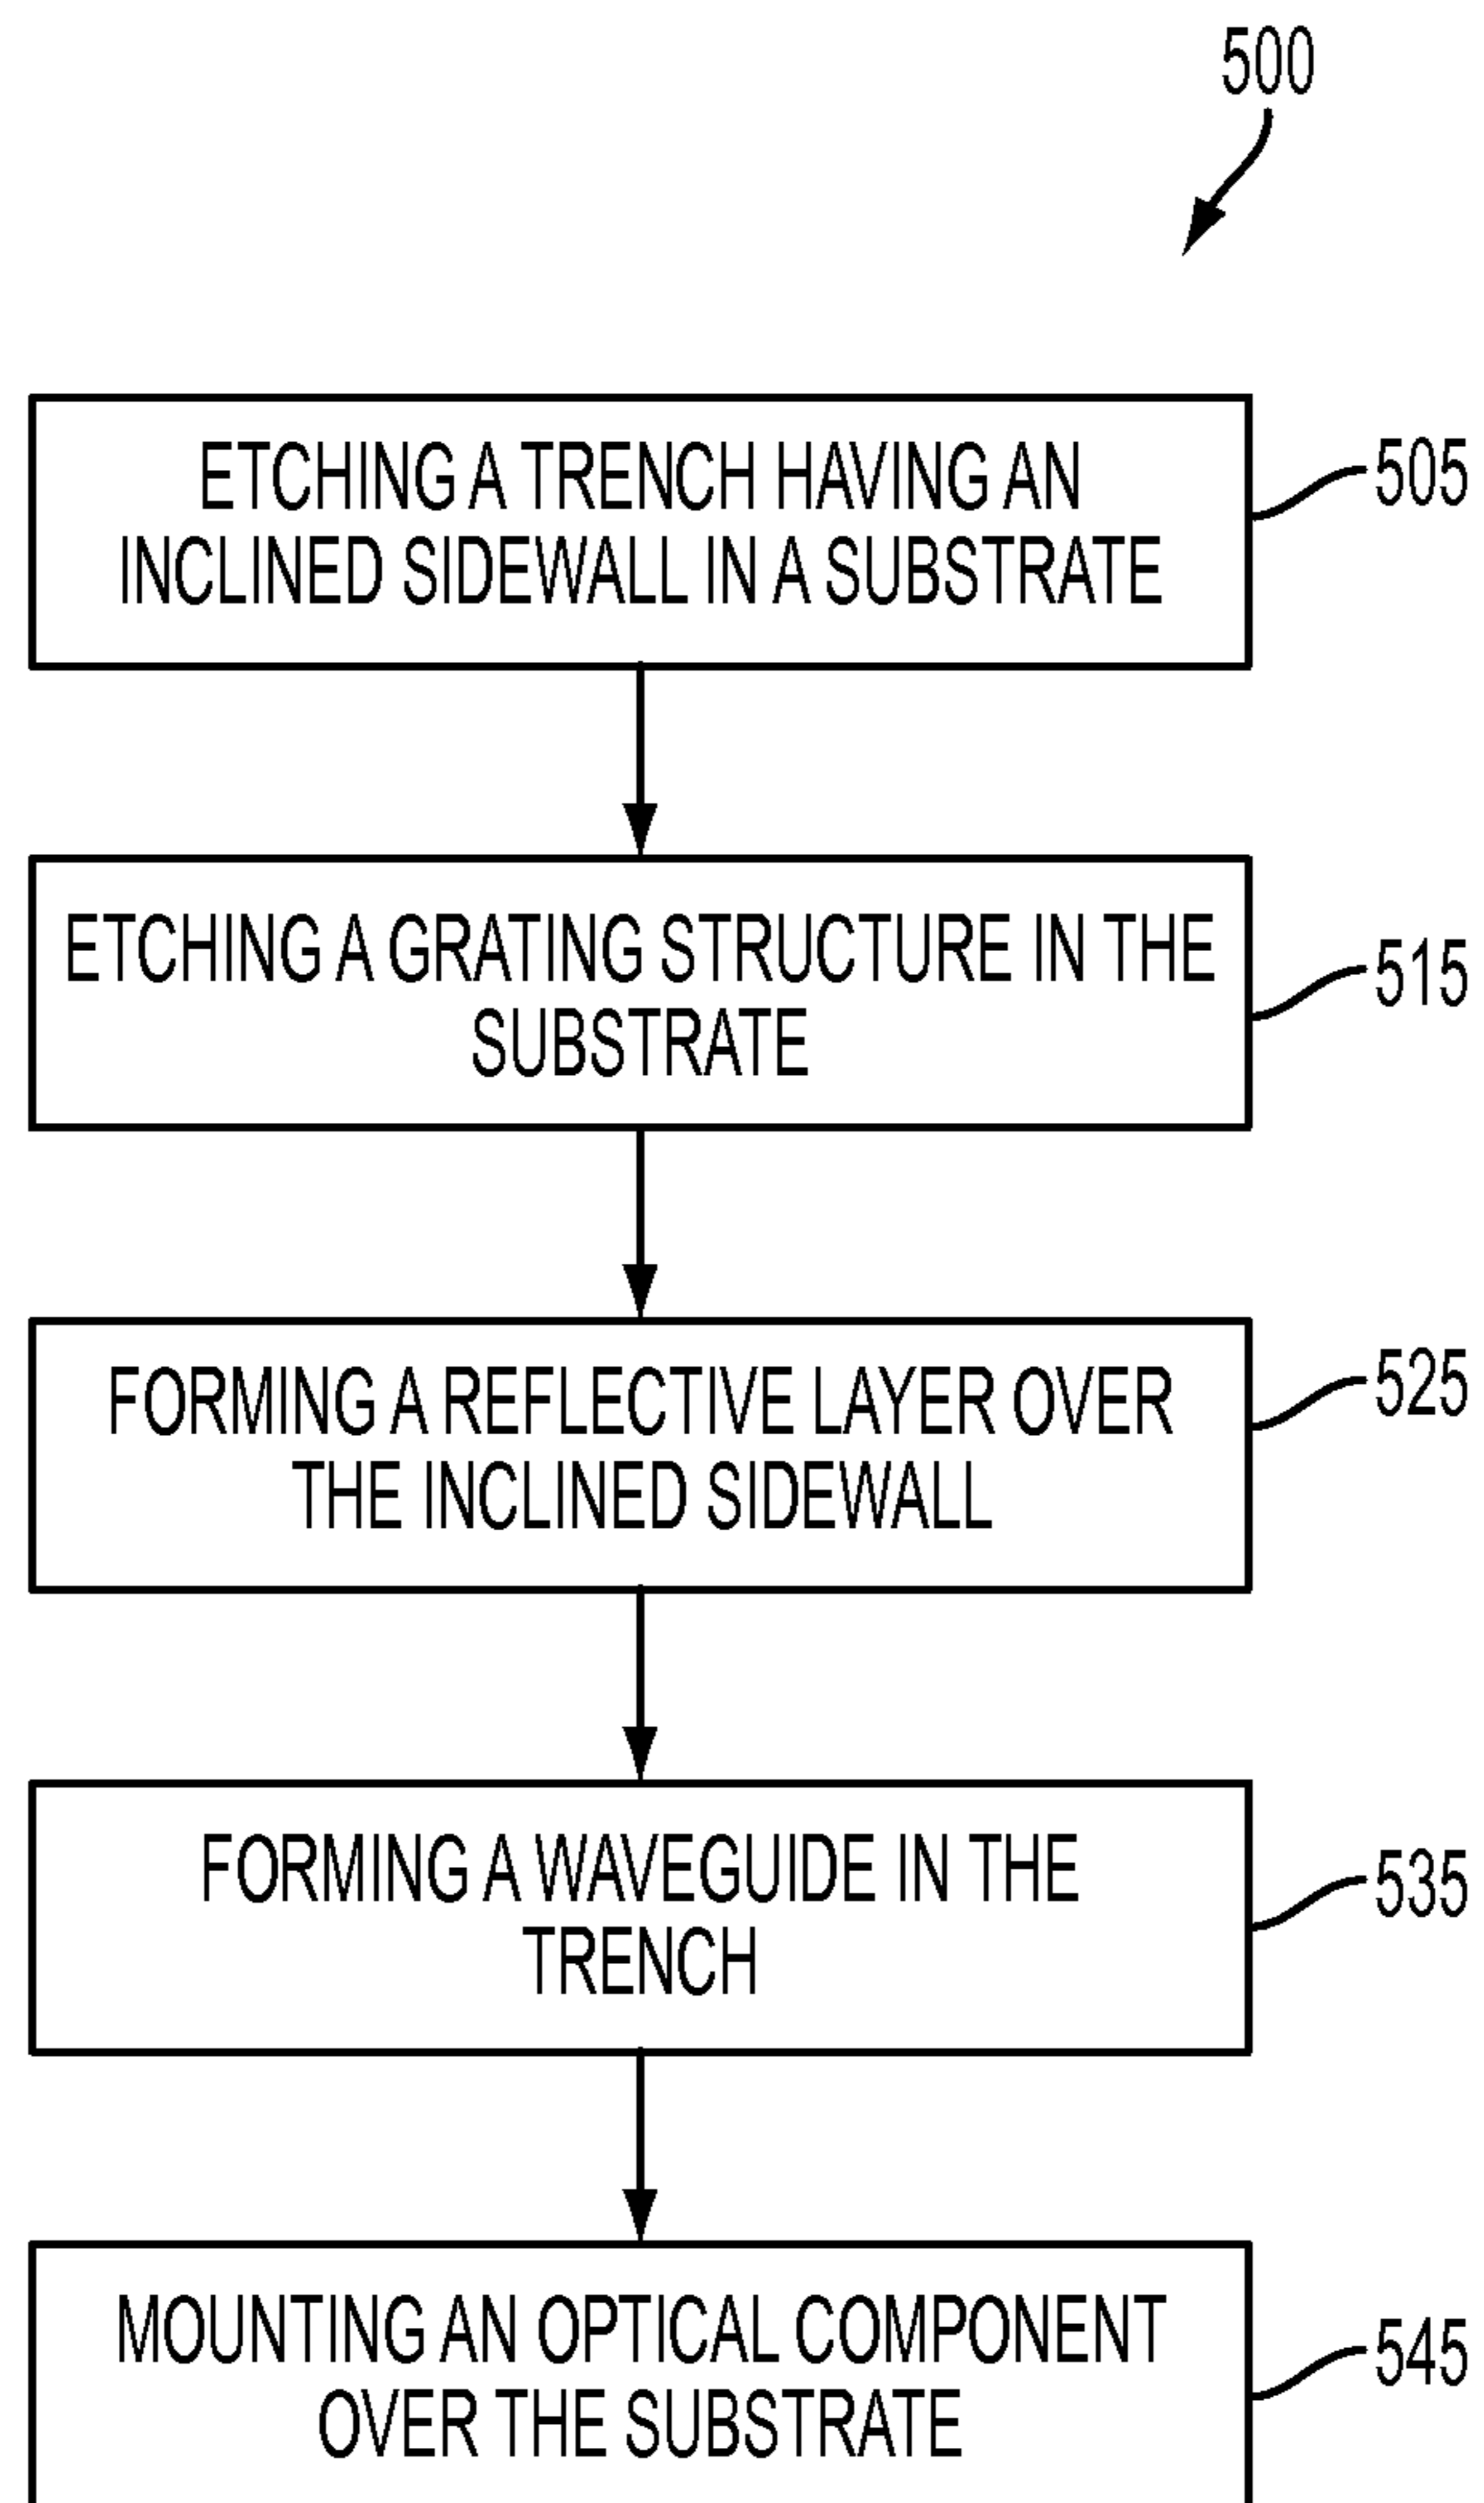 500
ETCHING A TRENCH HAVING AN
INCLINED SIDEWALL IN A SUBSTRATE
505
ETCHING A GRATING STRUCTURE IN THE
SUBSTRATE
515
FORMING A REFLECTIVE LAYER OVER
THE INCLINED SIDEWALL
525
FORMING A WAVEGUIDE IN THE
TRENCH
535
MOUNTING AN OPTICAL COMPONENT
OVER THE SUBSTRATE
545